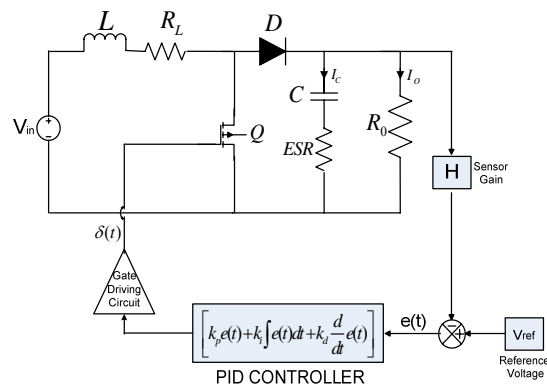 L
R_L
D
V_in
+
−
Q
C
I_C
ESR
R_0
I_O
H
Sensor
Gain
δ(t)
Gate
Driving
Circuit
[k_p e(t)+k_i∫e(t)dt+k_d d/dt e(t)]
e(t)
−
+
Vref
Reference
Voltage
PID CONTROLLER